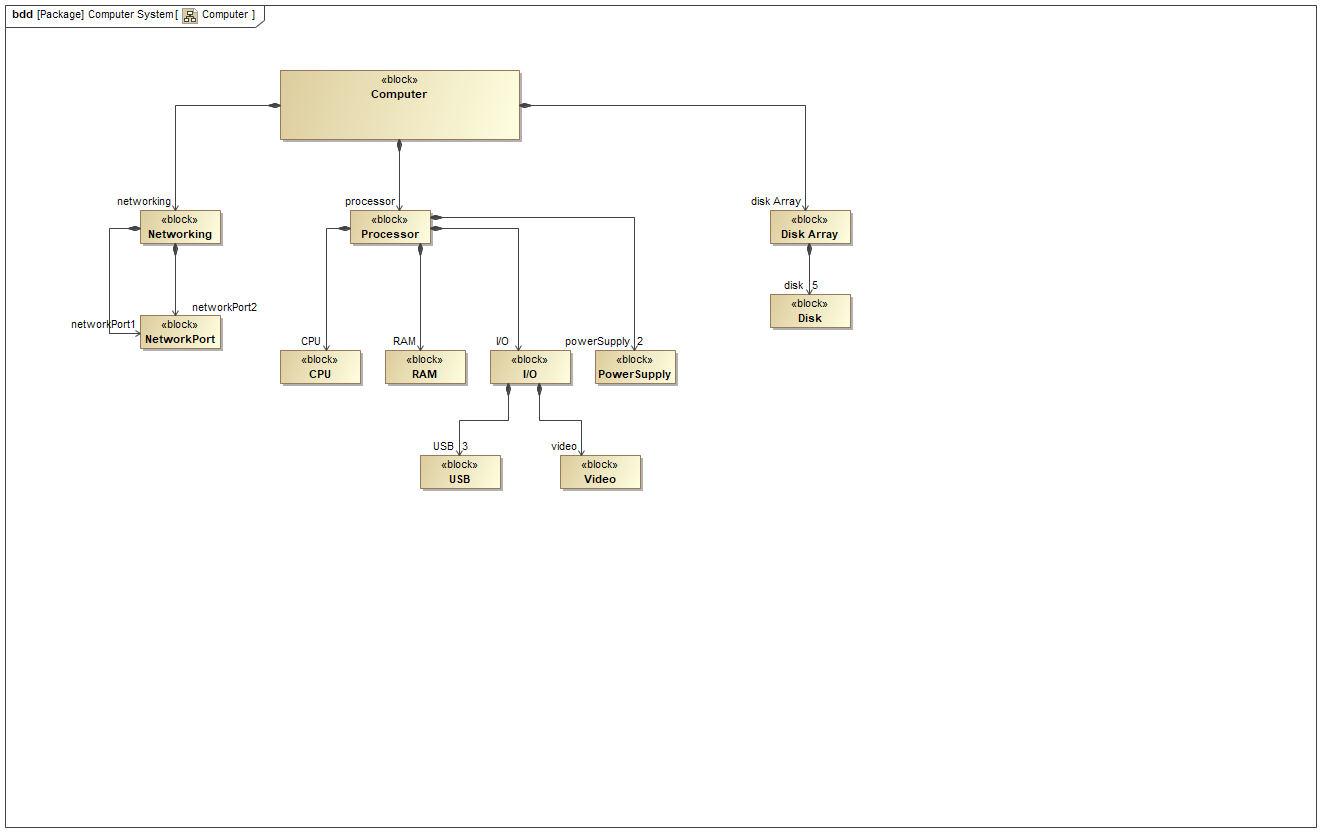 bdd [Package] Computer System [ Computer ]
«block»
Computer
networking
processor
disk Array
«block»
Networking
«block»
Processor
«block»
Disk Array
disk 5
«block»
Disk
networkPort2
networkPort1
«block»
NetworkPort
CPU
RAM
I/O
powerSupply 2
«block»
CPU
«block»
RAM
«block»
I/O
«block»
PowerSupply
USB 3
video
«block»
USB
«block»
Video